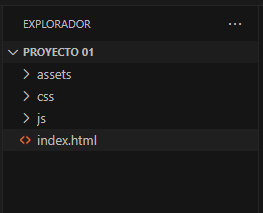 EXPLORADOR
PROYECTO 01
assets
css
js
index.html